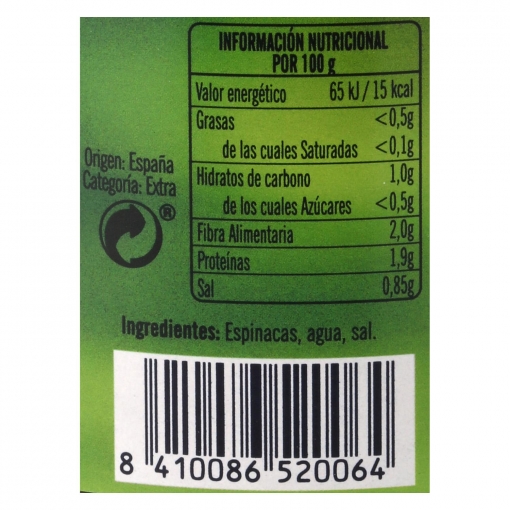 INFORMACIÓN NUTRICIONAL
POR 100 g
Valor energético 65 kJ / 15 kcal
Grasas <0,5g
de las cuales Saturadas <0,1g
Hidratos de carbono 1,0g
de los cuales Azúcares <0,5g
Fibra Alimentaria 2,0g
Proteínas 1,9g
Sal 0,85g
Origen: España
Categoría: Extra
®
Ingredientes: Espinacas, agua, sal.
8 410086 520064